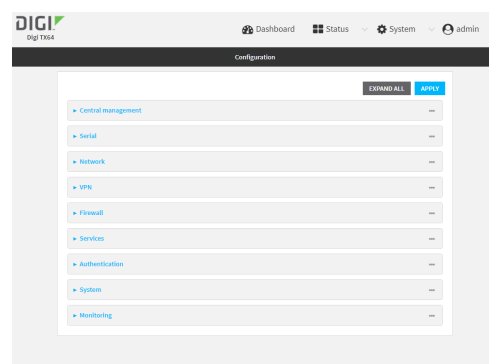 DIGI
Digi TX64
Dashboard Status System admin
Configuration
EXPAND ALL APPLY
Central management
Serial
Network
VPN
Firewall
Services
Authentication
System
Monitoring